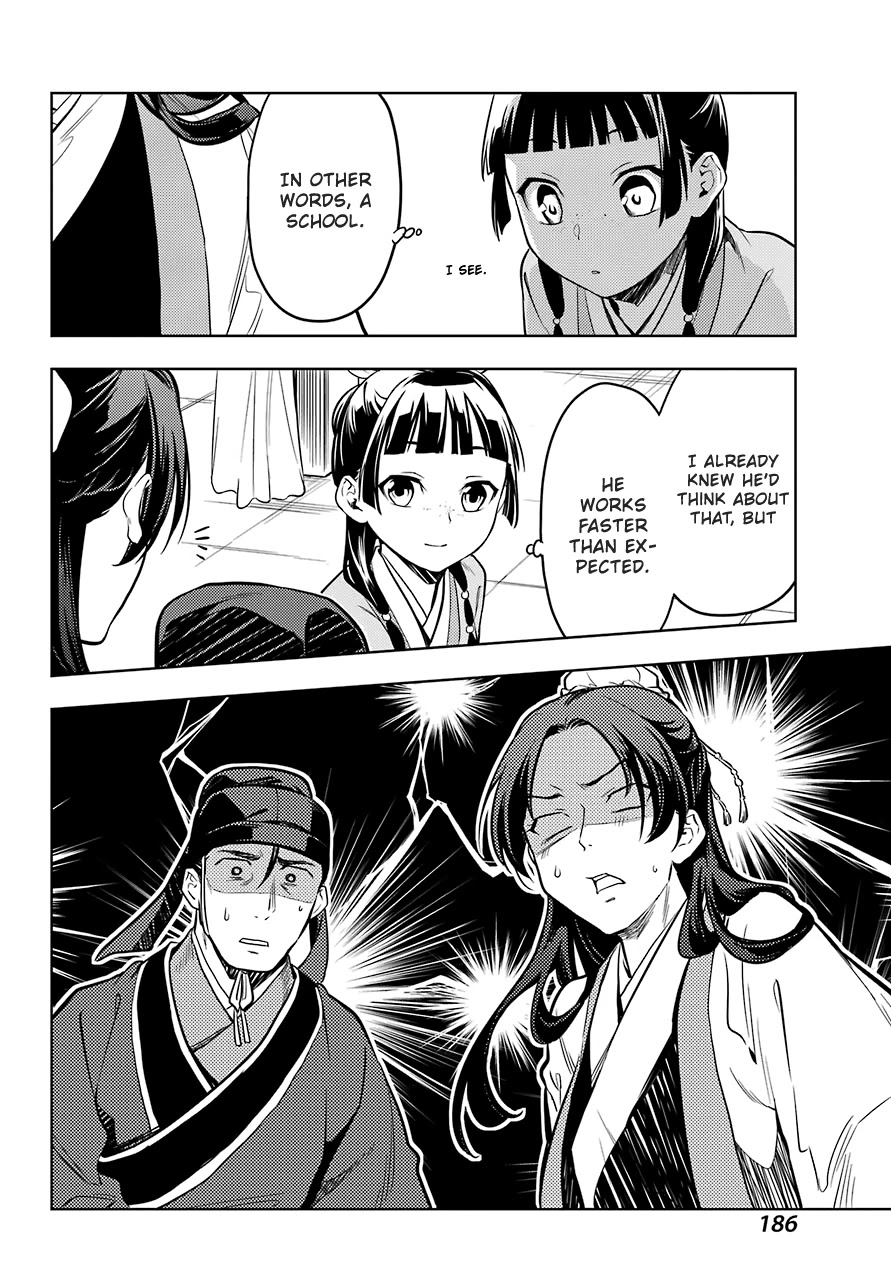 IN OTHER
WORDS, A
SCHOOL.
I SEE.
I ALREADY
KNEW HE'D
THINK ABOUT
THAT, BUT
HE
WORKS
FASTER
THAN EX-
PECTED.
186